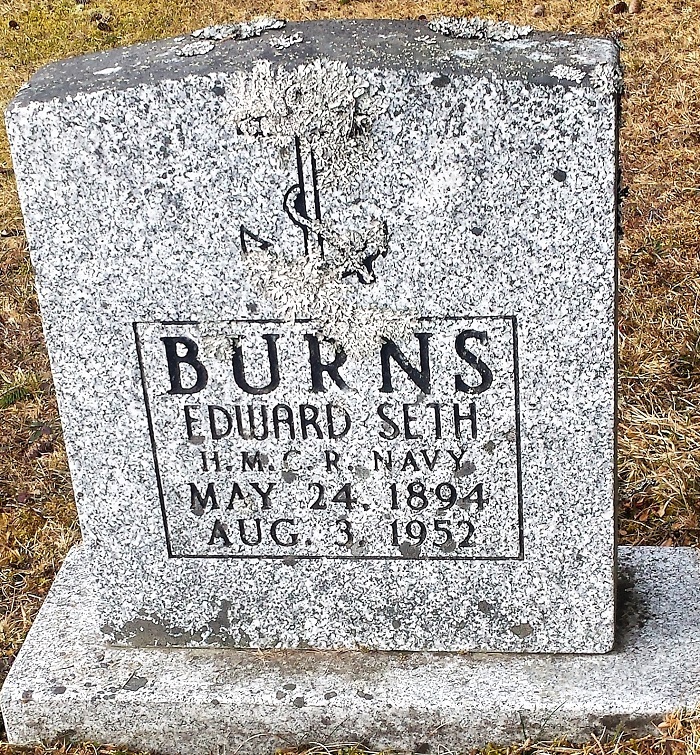 BURNS
EDWARD SETH
H.M.C.R. NAVY
MAY 24. 1894
AUG. 3. 1952